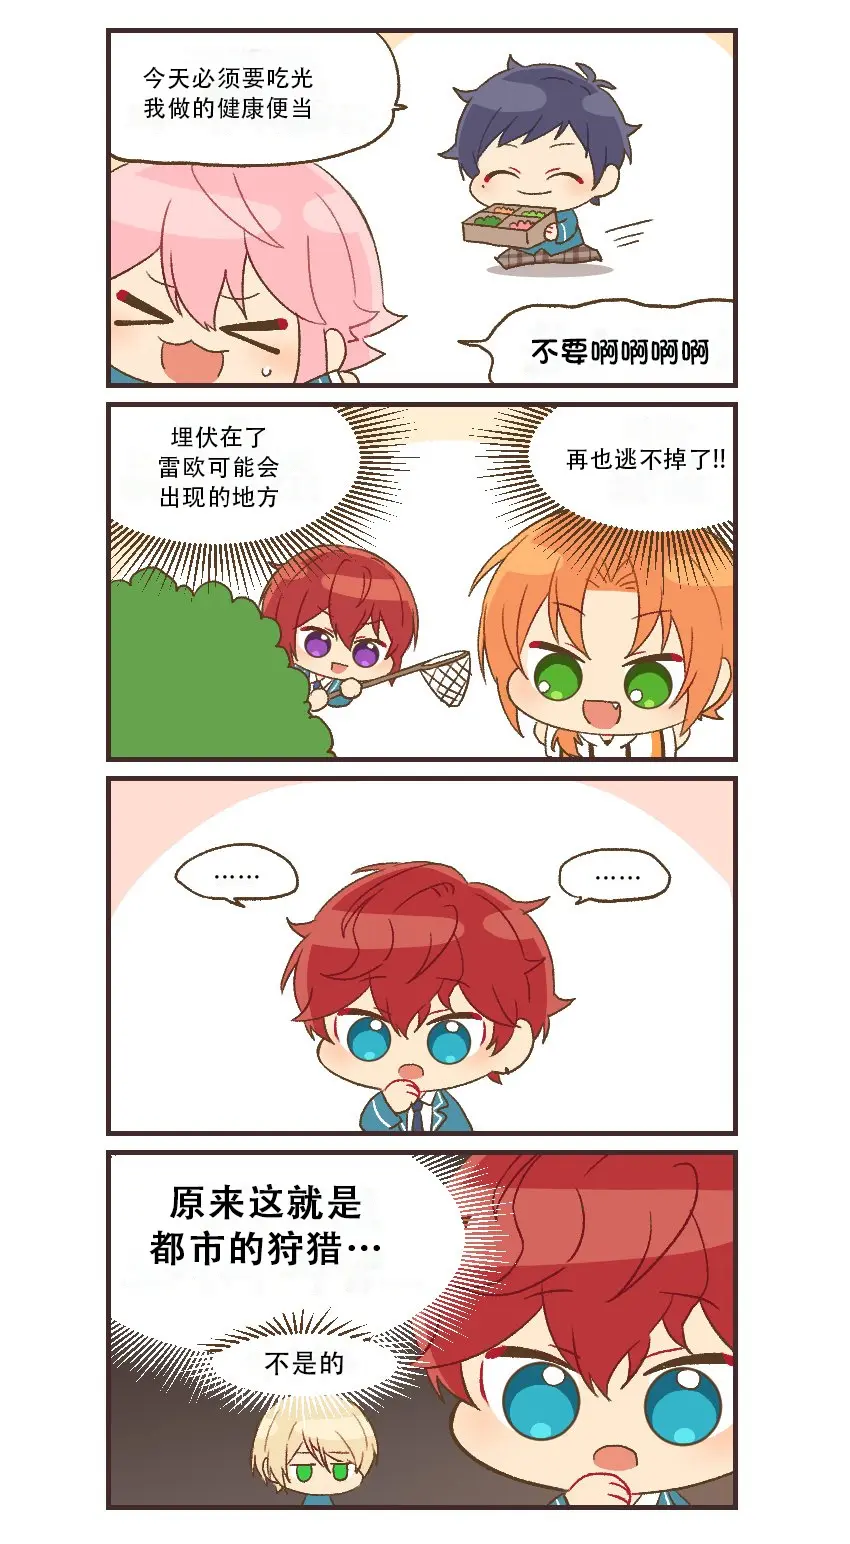 今天必须要吃光
我做的健康便当
不要啊啊啊啊
埋伏在了
雷欧可能会
出现的地方
再也逃不掉了!!
……
……
原来这就是
都市的狩猎…
不是的